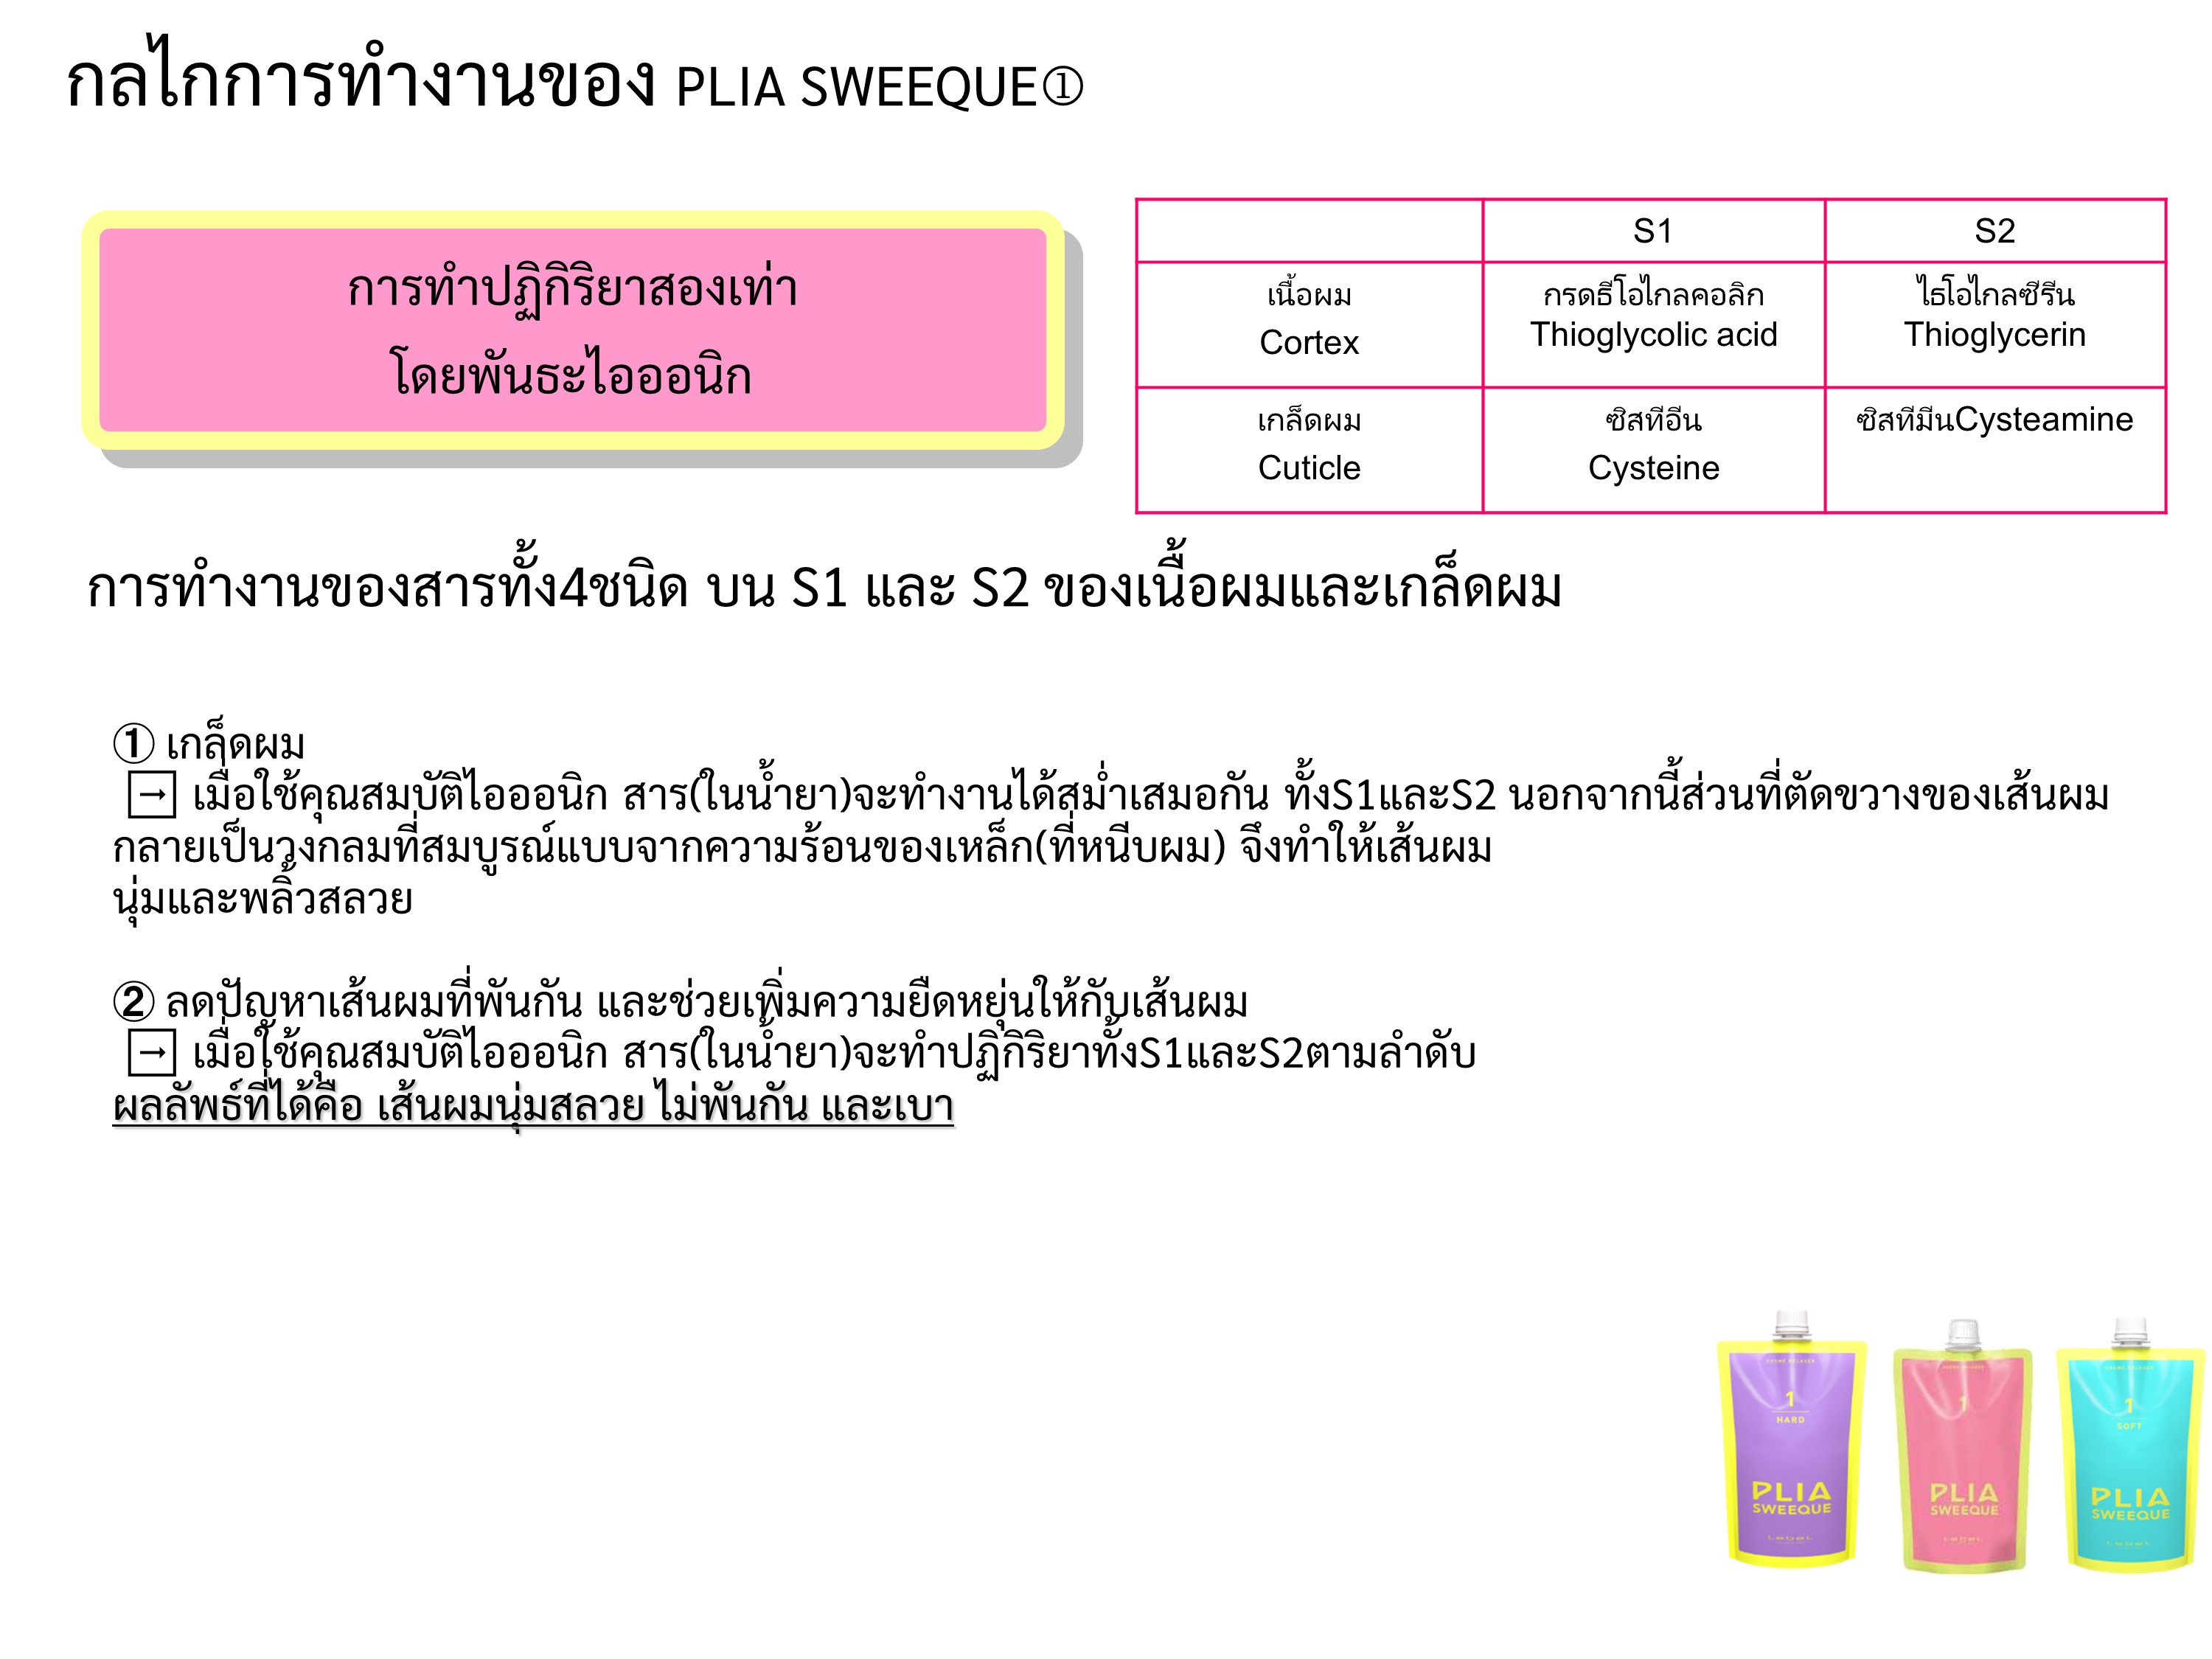 กลไกการทำงานของ PLIA SWEEQUE①
การทำปฏิกิริยาสองเท่า
โดยพันธะไอออนิก
S1
S2
เนื้อผม
Cortex
กรดธีโอไกลคอลิก
Thioglycolic acid
ไธโอไกลซีรีน
Thioglycerin
เกล็ดผม
Cuticle
ซิสทีอีน
Cysteine
ซิสทีมีนCysteamine
การทำงานของสารทั้ง4ชนิด บน S1 และ S2 ของเนื้อผมและเกล็ดผม
① เกล็ดผม
→ เมื่อใช้คุณสมบัติไอออนิก สาร(ในน้ำยา)จะทำงานได้สม่ำเสมอกัน ทั้งS1และS2 นอกจากนี้ส่วนที่ตัดขวางของเส้นผม
กลายเป็นวงกลมที่สมบูรณ์แบบจากความร้อนของเหล็ก(ที่หนีบผม) จึงทำให้เส้นผม
นุ่มและพลิ้วสลวย
② ลดปัญหาเส้นผมที่พันกัน และช่วยเพิ่มความยืดหยุ่นให้กับเส้นผม
→ เมื่อใช้คุณสมบัติไอออนิก สาร(ในน้ำยา)จะทำปฏิกิริยาทั้งS1และS2ตามลำดับ
ผลลัพธ์ที่ได้คือ เส้นผมนุ่มสลวย ไม่พันกัน และเบา
1
HARD
PLIA
SWEEQUE
LebeL
1
PLIA
SWEEQUE
LebeL
1
SOFT
PLIA
SWEEQUE
LebeL